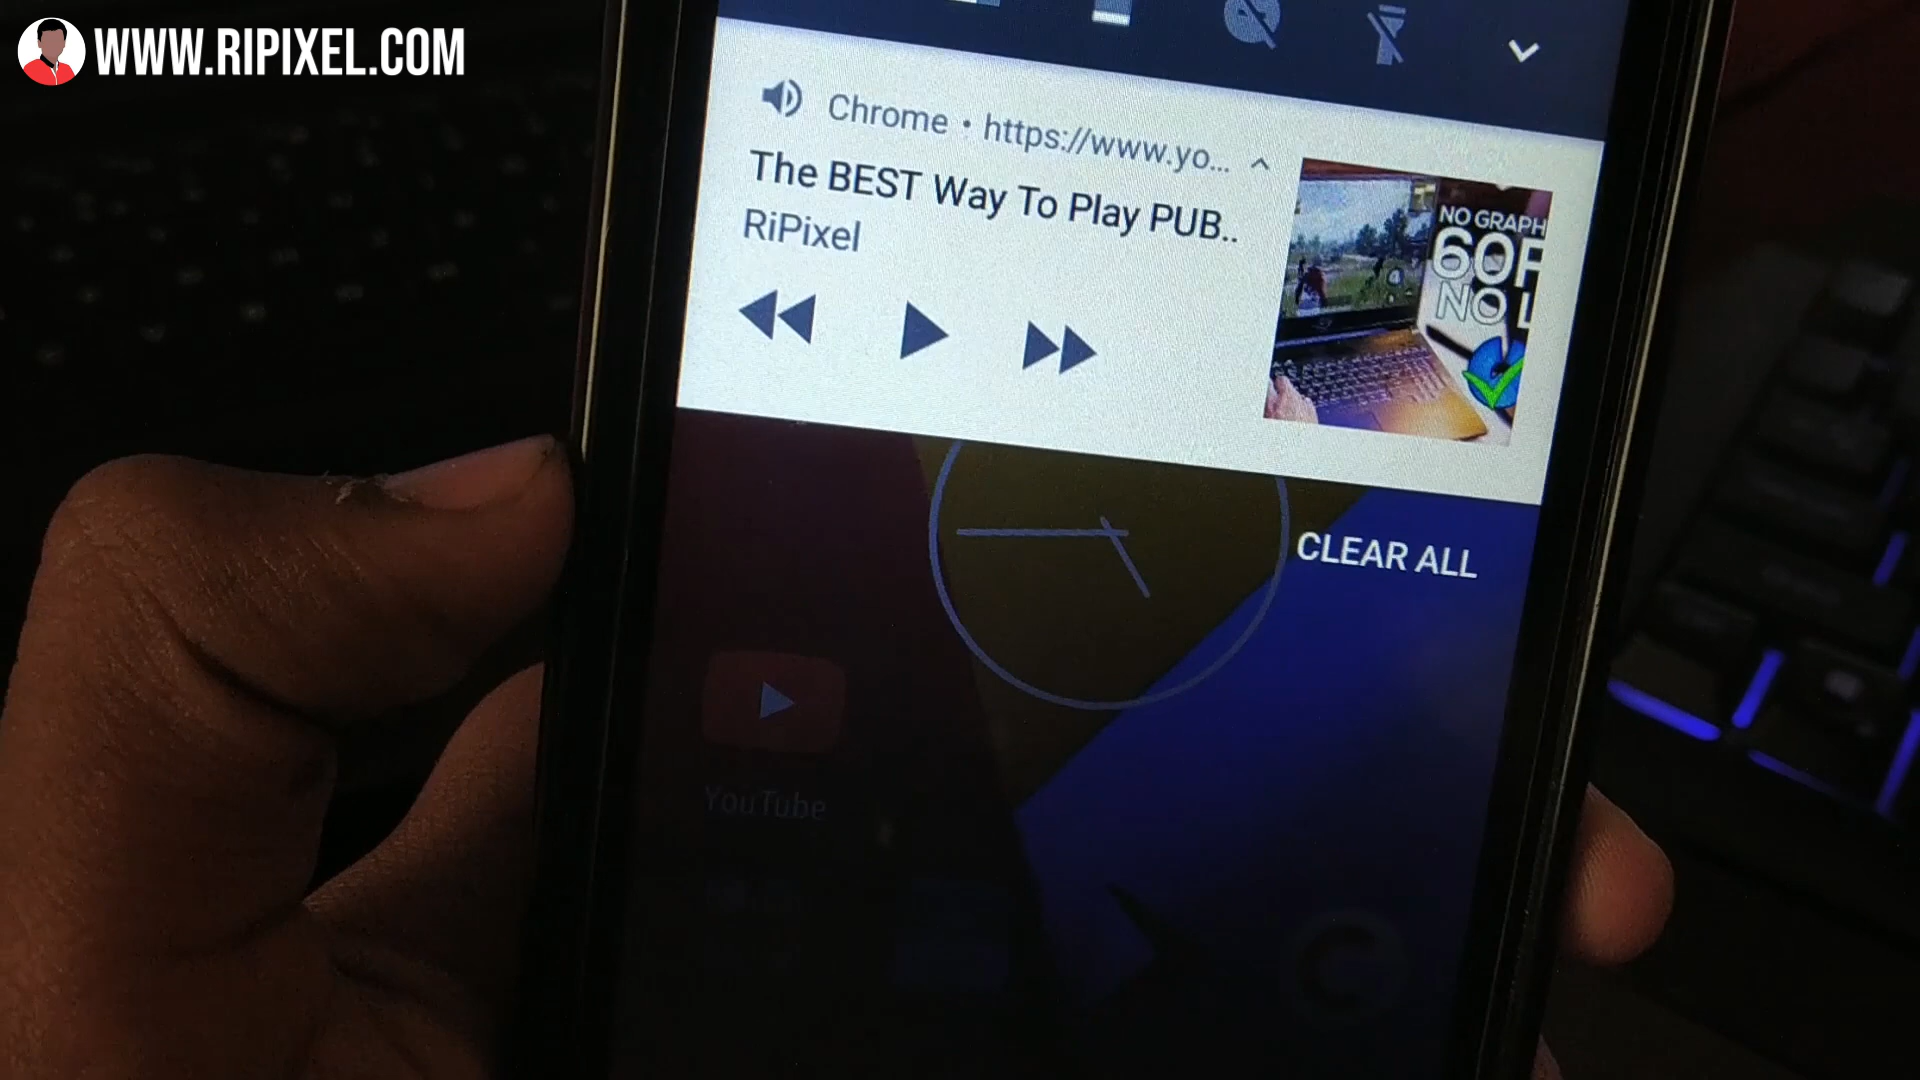 WWW.RIPIXEL.COM
Chrome • https://www.yo...
The BEST Way To Play PUB..
RiPixel
NO GRAPH
60F
NO L
CLEAR ALL
YouTube